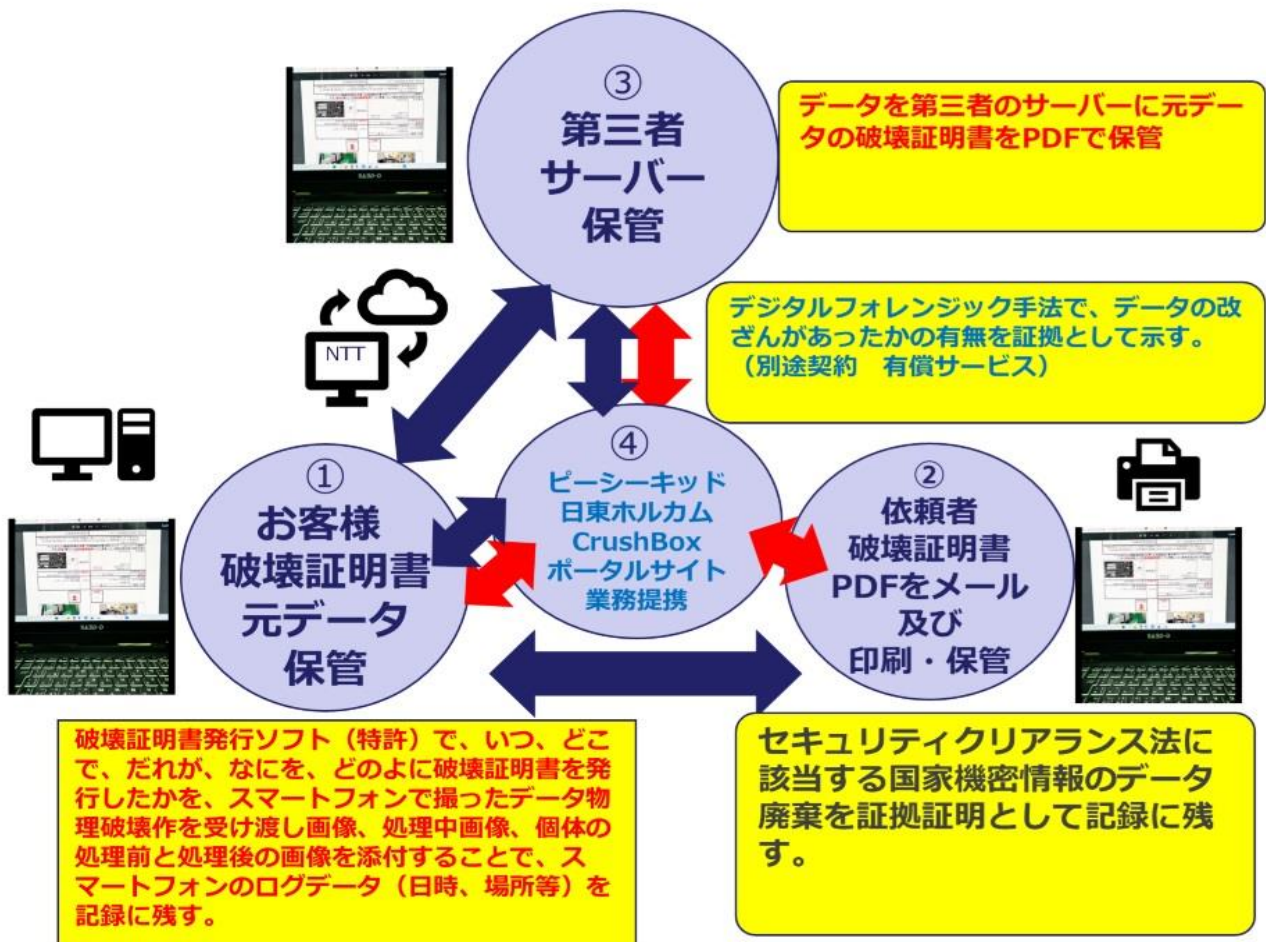 ③
第三者
サーバー
保管
データを第三者のサーバーに元デー
タの破壊証明書をPDFで保管
デジタルフォレンジック手法で、データの改
ざんがあったかの有無を証拠として示す。
（別途契約　有償サービス）
NTT
①
お客様
破壊証明書
元データ
保管
④
ピーシーキッド
日東ホルカム
CrushBox
ポータルサイト
業務提携
②
依頼者
破壊証明書
PDFをメール
及び
印刷・保管
破壊証明書発行ソフト（特許）で、いつ、どこ
で、だれが、なにを、どのよに破壊証明書を発
行したかを、スマートフォンで撮ったデータ物
理破壊作を受け渡し画像、処理中画像、個体の
処理前と処理後の画像を添付することで、ス
マートフォンのログデータ（日時、場所等）を
記録に残す。
セキュリティクリアランス法に
該当する国家機密情報のデータ
廃棄を証拠証明として記録に残
す。